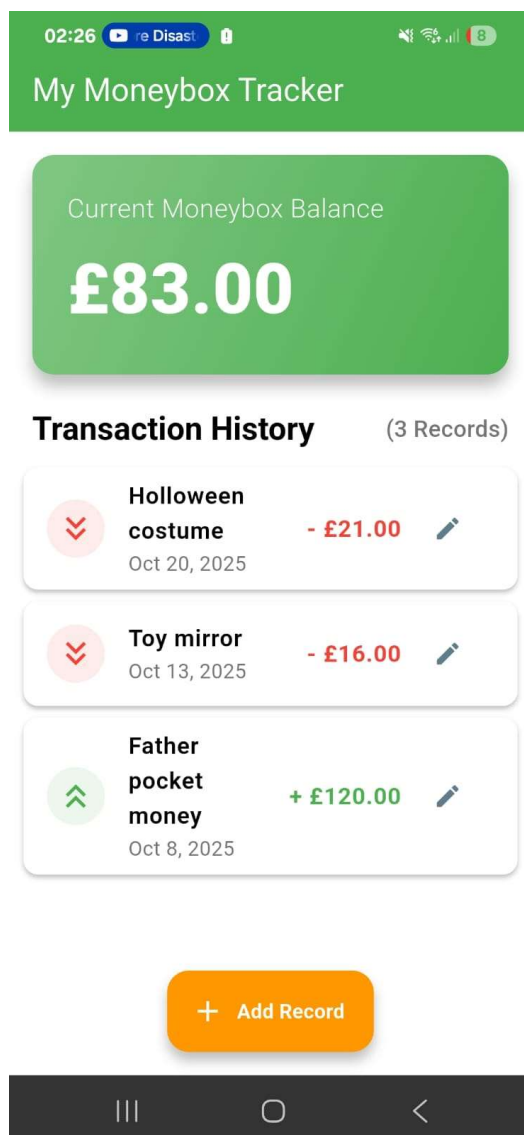 02:26 re Disast 8
My Moneybox Tracker
Current Moneybox Balance
£83.00
Transaction History (3 Records)
Holloween
costume
- £21.00
Oct 20, 2025
Toy mirror
- £16.00
Oct 13, 2025
Father
pocket
money
+ £120.00
Oct 8, 2025
+ Add Record